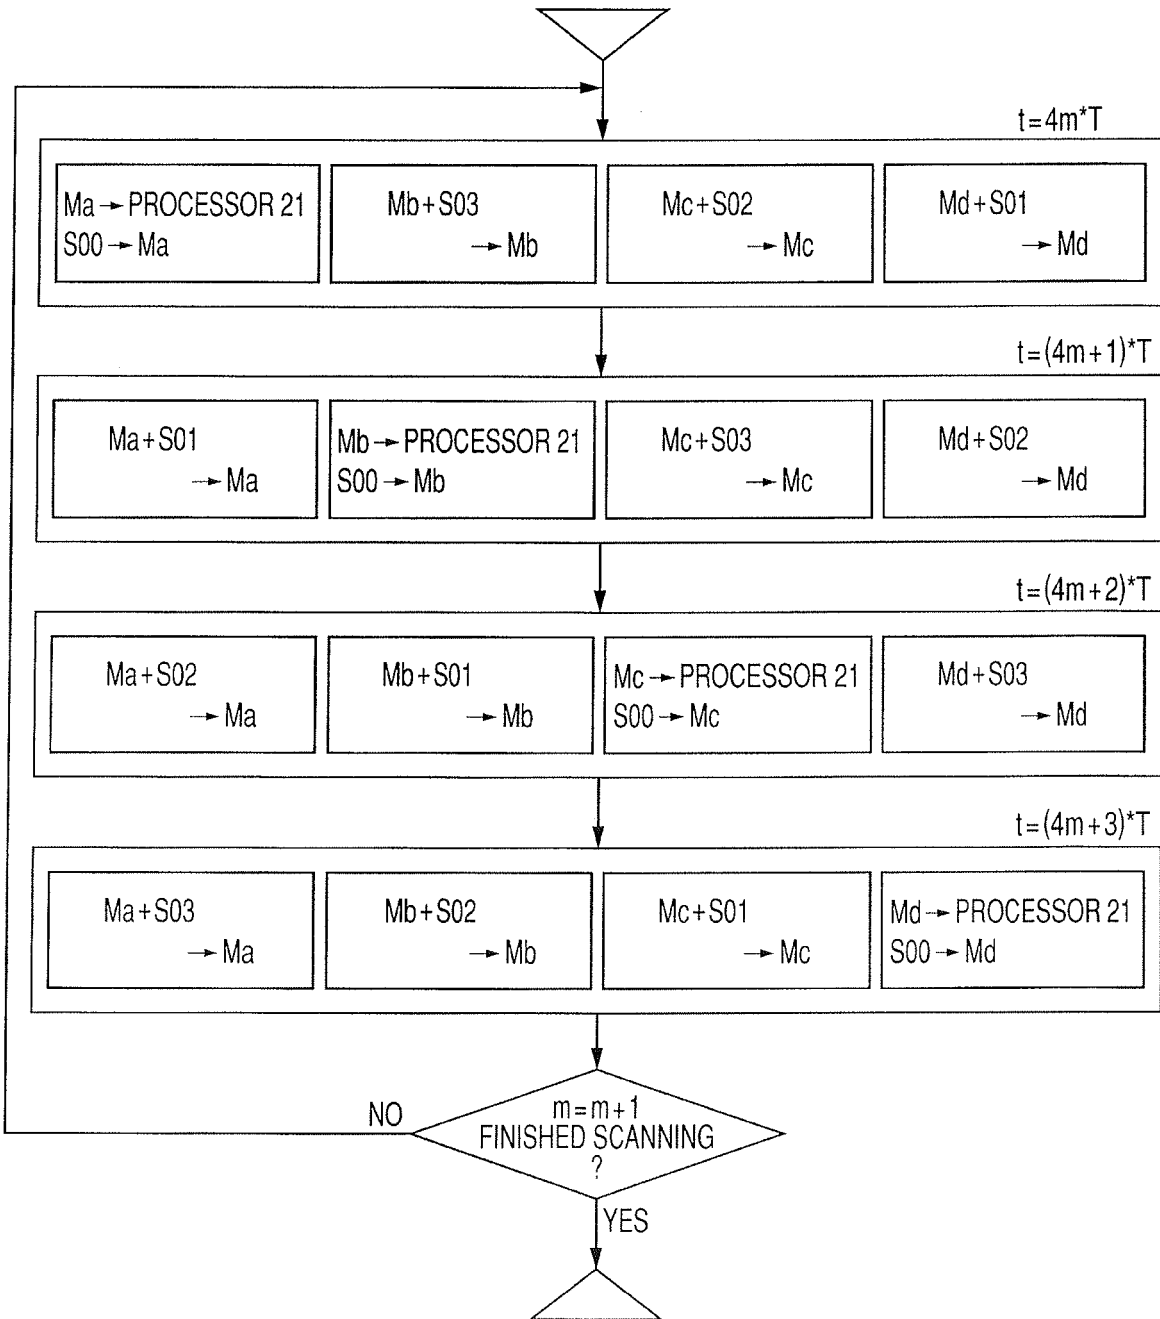 t=4m*T
Ma→PROCESSOR 21
S00→Ma
Mb+S03
→Mb
Mc+S02
→Mc
Md+S01
→Md
t=(4m+1)*T
Ma+S01
→Ma
Mb→PROCESSOR 21
S00→Mb
Mc+S03
→Mc
Md+S02
→Md
t=(4m+2)*T
Ma+S02
→Ma
Mb+S01
→Mb
Mc→PROCESSOR 21
S00→Mc
Md+S03
→Md
t=(4m+3)*T
Ma+S03
→Ma
Mb+S02
→Mb
Mc+S01
→Mc
Md→PROCESSOR 21
S00→Md
NO
m=m+1
FINISHED SCANNING
?
YES